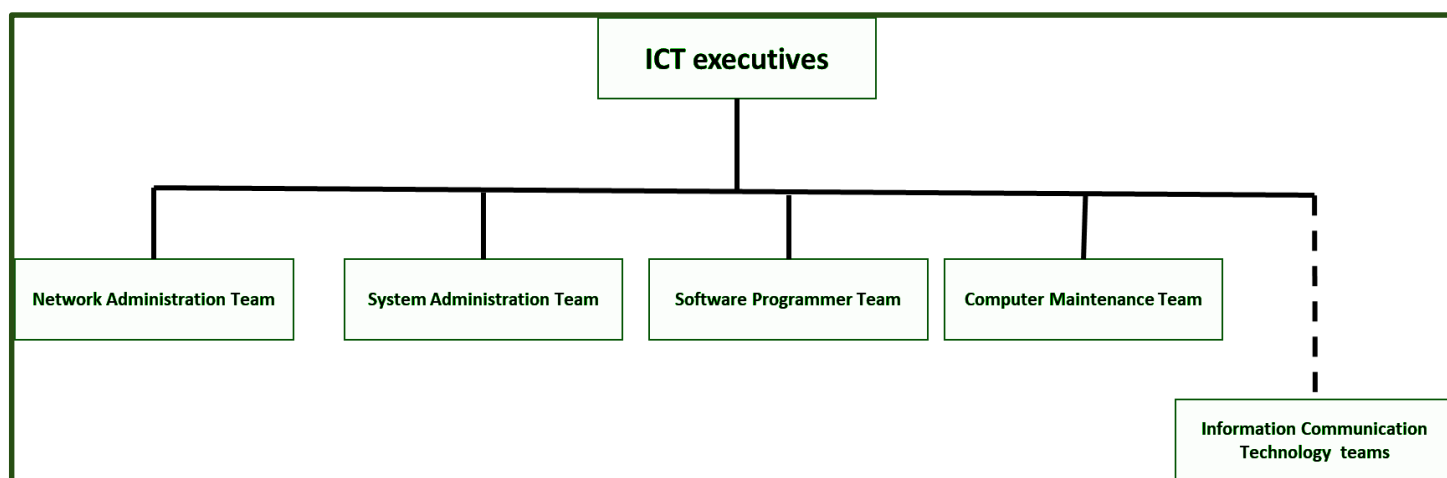 ICT executives
Network Administration Team
System Administration Team
Software Programmer Team
Computer Maintenance Team
Information Communication
Technology teams